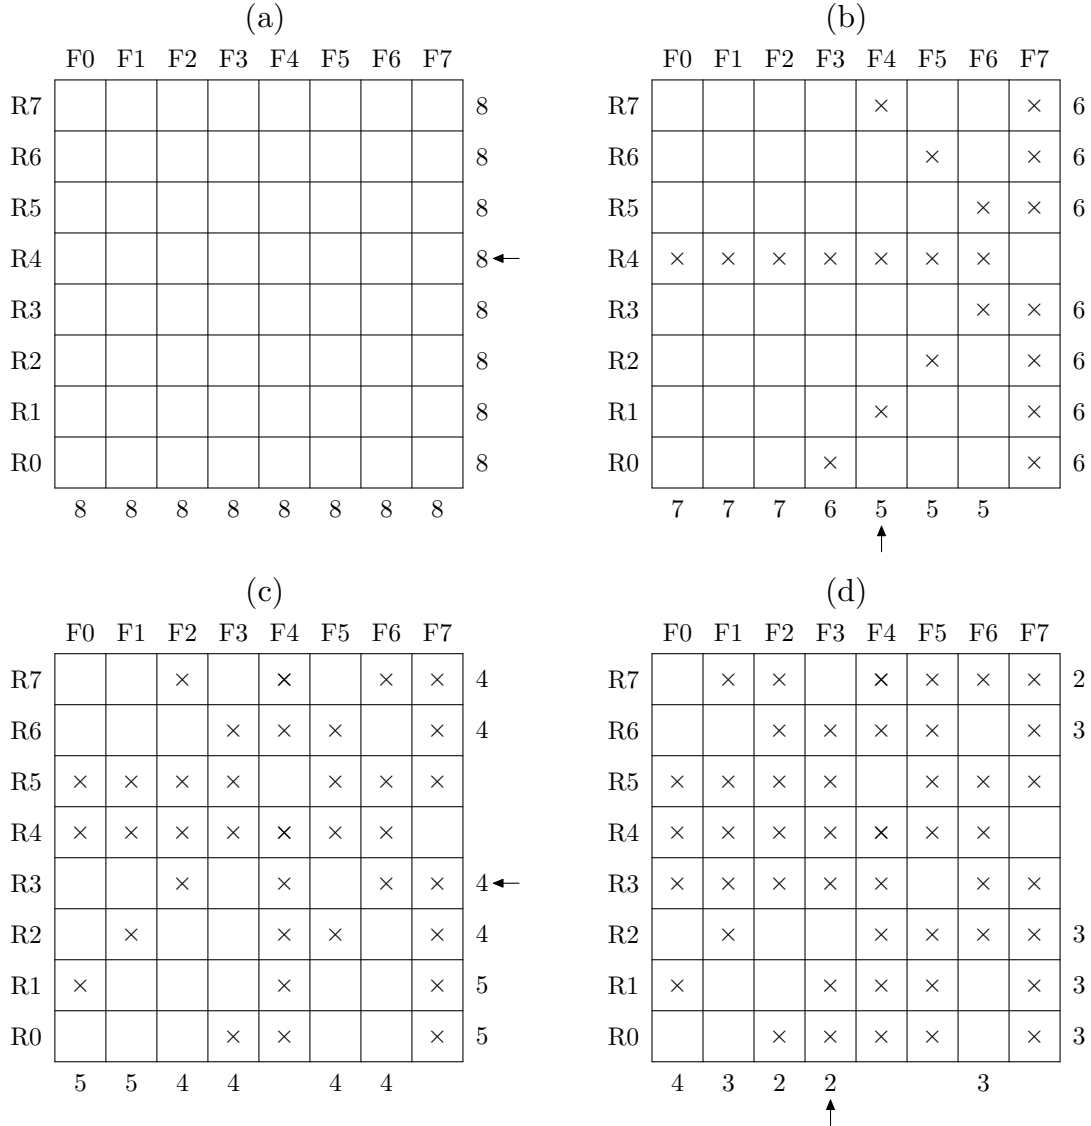 (a)
F0 F1 F2 F3 F4 F5 F6 F7
R7 8
R6 8
R5 8
R4 8
R3 8
R2 8
R1 8
R0 8
8 8 8 8 8 8 8 8
(b)
F0 F1 F2 F3 F4 F5 F6 F7
R7 × × 6
R6 × × 6
R5 × × 6
R4 × × × × × × ×
R3 × × 6
R2 × × 6
R1 × × 6
R0 × × 6
7 7 7 6 5 5 5
(c)
F0 F1 F2 F3 F4 F5 F6 F7
R7 × × × × 4
R6 × × × × 4
R5 × × × × × × ×
R4 × × × × × × ×
R3 × × × × 4
R2 × × × × 4
R1 × × × 5
R0 × × × 5
5 5 4 4 4 4
(d)
F0 F1 F2 F3 F4 F5 F6 F7
R7 × × × × × × 2
R6 × × × × × 3
R5 × × × × × × ×
R4 × × × × × × ×
R3 × × × × × × ×
R2 × × × × × 3
R1 × × × × × 3
R0 × × × × × 3
4 3 2 2 3